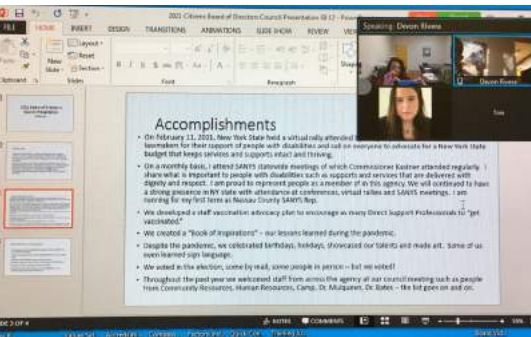 2021 Citizens Board of Directors Council Presentation
Speaking: Devon Rivera
FILE HOME INSERT DESIGN TRANSITIONS ANIMATIONS SLIDE SHOW REVIEW
Layout
Reset
Section
New
Slide
Slides
Font
Paragraph
Devon Rivera
Accomplishments
• On February 11, 2021, New York State held a virtual rally attended
lawmakers for their support of people with disabilities and call on everyone to advocate for a New York State
budget that keeps services and supports intact and thriving.
• On a monthly basis, I attend SANYS statewide meetings of which Commissioner Kastner attended regularly. I
share what is important to people with disabilities such as supports and services that are delivered with
dignity and respect. I am proud to represent people as a member of in this agency. We will continued to have
a strong presence in NY state with attendance at conferences, virtual rallies and SANYS meetings. I am
running for my first term as Nassau County SANYS Rep.
• We developed a staff vaccination advocacy plan to encourage as many Direct Support Professionals to "get
vaccinated."
• We created a "Book of Inspirations" – our lessons learned during the pandemic.
• Despite the pandemic, we celebrated birthdays, holidays, showcased our talents and made art. Some of us
even learned sign language.
• We voted in the election, some by mail, some people in person – but we voted!
• Throughout the past year we welcomed staff from across the agency at our council meeting such as people
from Community Resources, Human Resources, Camp, Dr. Mulqueen, Dr. Bates – the list goes on and on.
OF 4
NOTES COMMENTS